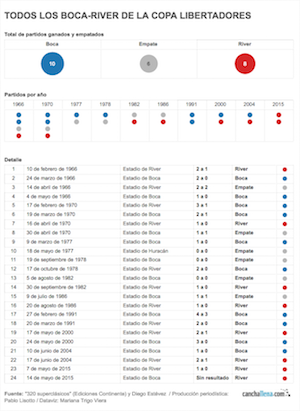 TODOS LOS BOCA-RIVER DE LA COPA LIBERTADORES
Total de partidos ganados y empatados
Boca Empate River
10 6 8
Partidos por año
1966 1970 1977 1978 1982 1986 1991 2000 2004 2015
Detalle
1 10 de febrero de 1966 Estadio de River 2 a 1 River
2 24 de marzo de 1966 Estadio de Boca 2 a 0 Boca
3 14 de abril de 1966 Estadio de River 2 a 2 Empate
4 4 de mayo de 1966 Estadio de Boca 1 a 0 Boca
5 17 de febrero de 1970 Estadio de River 3 a 1 Boca
6 19 de marzo de 1970 Estadio de Boca 2 a 1 Boca
7 16 de abril de 1970 Estadio de River 1 a 0 River
8 30 de abril de 1970 Estadio de Boca 1 a 1 Empate
9 6 de marzo de 1977 Estadio de Boca 1 a 0 Boca
10 18 de mayo de 1977 Estadio de Huracán 0 a 0 Empate
11 19 de septiembre de 1978 Estadio de Boca 0 a 0 Empate
12 17 de octubre de 1978 Estadio de River 2 a 0 Boca
13 5 de agosto de 1982 Estadio de River 0 a 0 Empate
14 30 de septiembre de 1982 Estadio de Boca 1 a 0 River
15 9 de julio de 1986 Estadio de Boca 1 a 1 Empate
16 20 de agosto de 1986 Estadio de River 1 a 0 River
17 27 de febrero de 1991 Estadio de Boca 4 a 3 Boca
18 20 de marzo de 1991 Estadio de River 2 a 0 Boca
19 17 de mayo de 2000 Estadio de River 2 a 1 River
20 24 de mayo de 2000 Estadio de Boca 3 a 0 Boca
21 10 de junio de 2004 Estadio de Boca 1 a 0 Boca
22 17 de junio de 2004 Estadio de River 2 a 1 River
23 7 de mayo de 2015 Estadio de River 1 a 0 River
24 14 de mayo de 2015 Estadio de Boca Sin resultado River
Fuente: "320 superclásicos" (Ediciones Continente) y Diego Estévez / Producción periodística:
Pablo Lisotto / Dataviz: Mariana Trigo Viera
canchallena.com